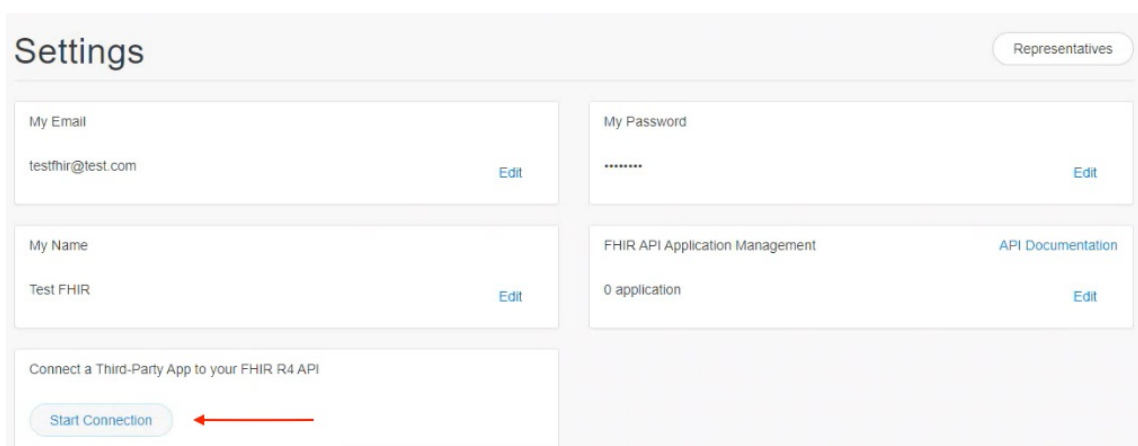 Settings
Representatives
My Email
testfhir@test.com
Edit
My Password
••••••••
Edit
My Name
Test FHIR
Edit
FHIR API Application Management
API Documentation
0 application
Edit
Connect a Third-Party App to your FHIR R4 API
Start Connection